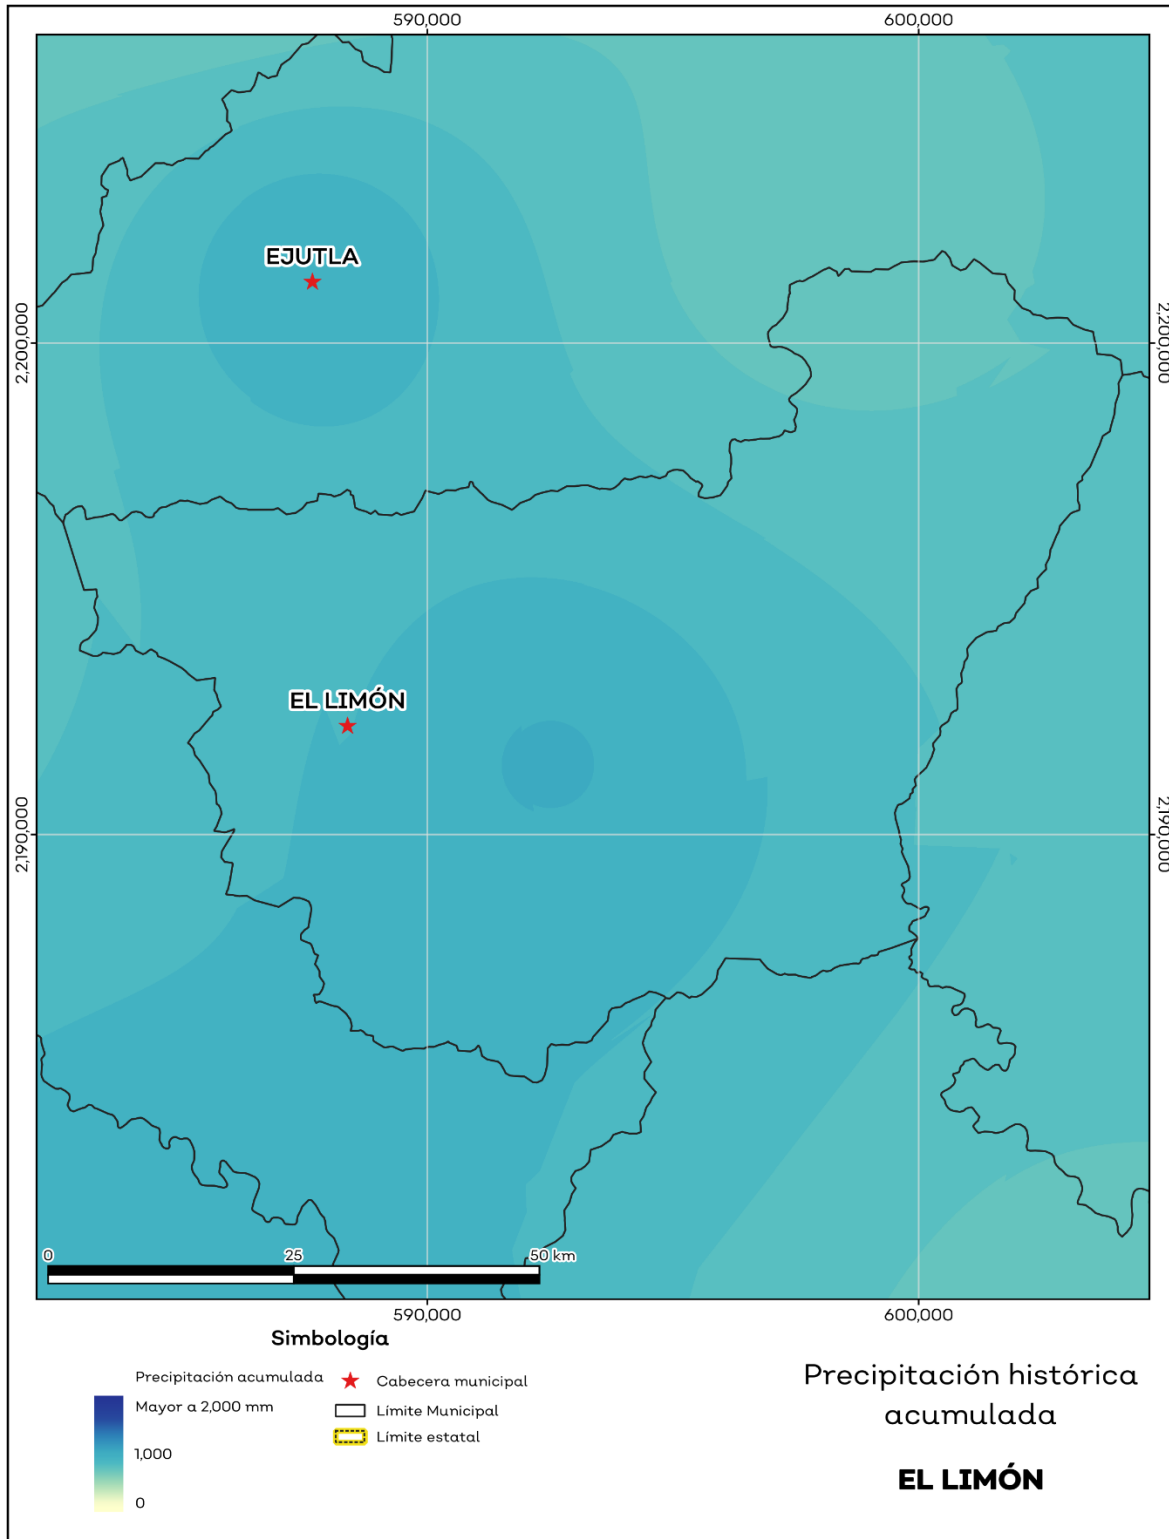 590,000
600,000
EJUTLA
2,200,000
2,200,000
EL LIMÓN
2,190,000
2,190,000
0
25
50 km
590,000
600,000
Simbología
Precipitación acumulada
Mayor a 2,000 mm
1,000
0
Cabecera municipal
Límite Municipal
Límite estatal
Precipitación histórica
acumulada
EL LIMÓN